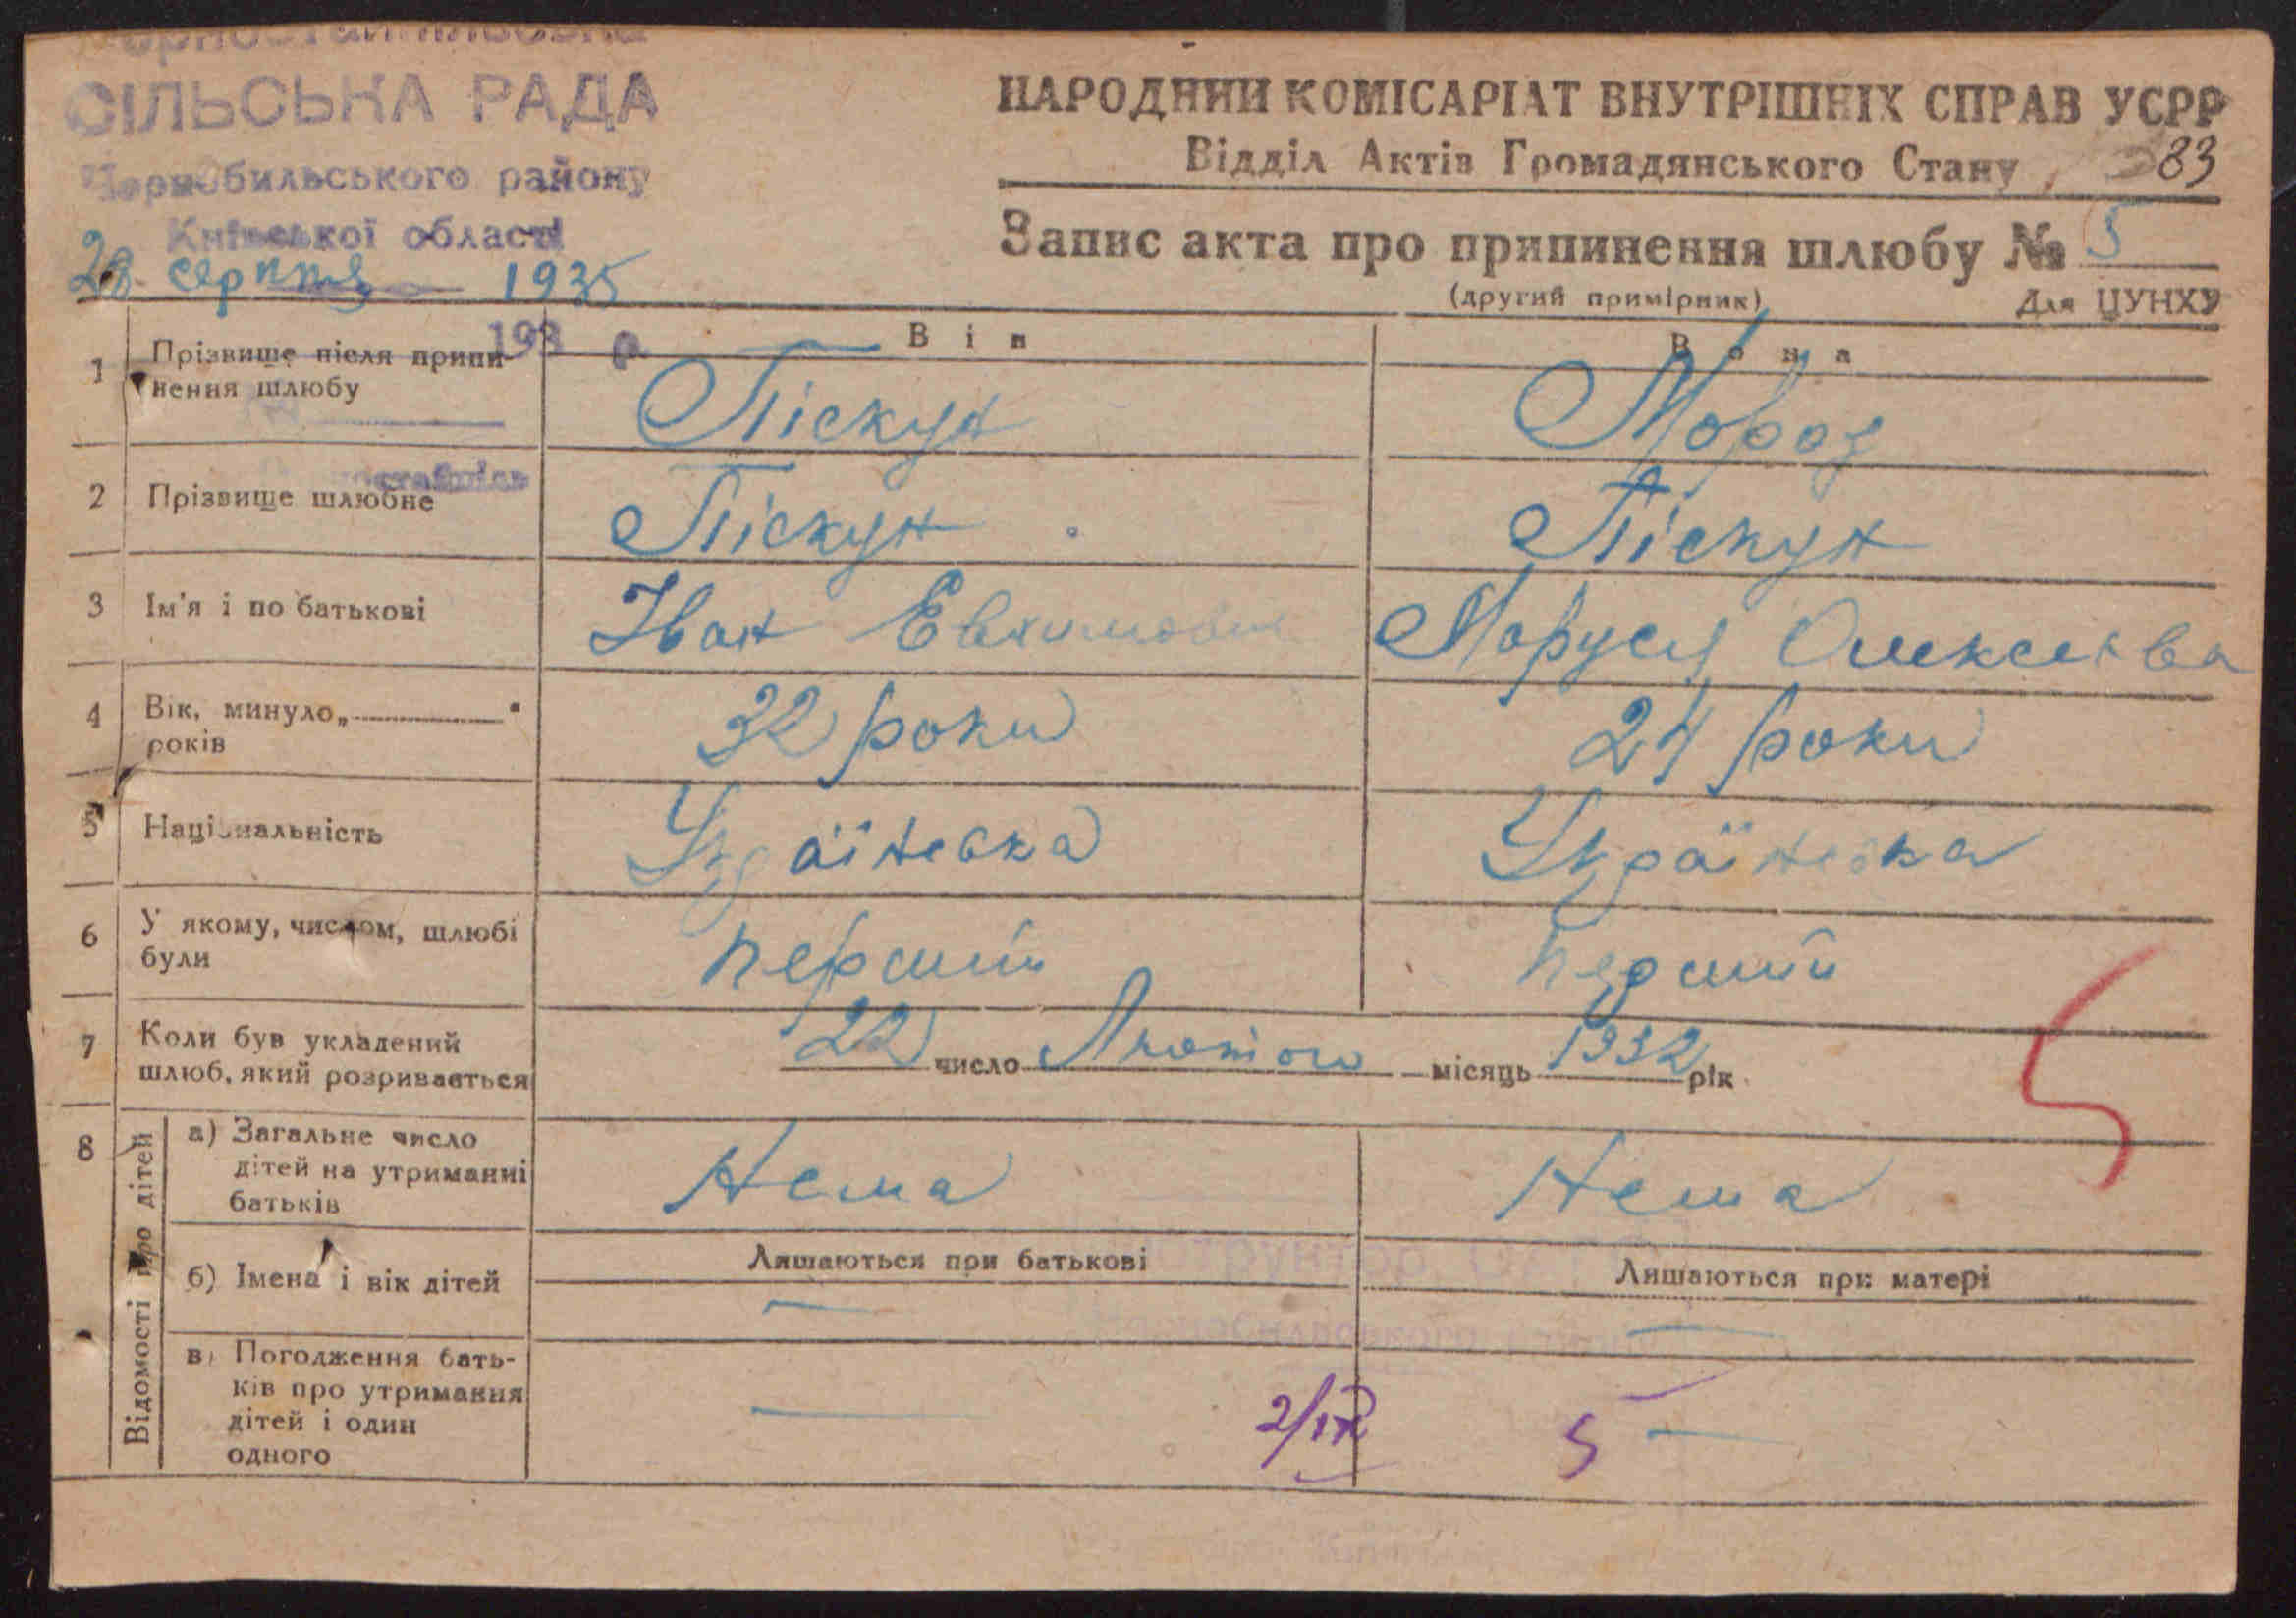 СІЛЬСЬКА РАДА
Чорнобильського району
Київської області
28 серпня 1935
193 р.
НАРОДНИЙ КОМІСАРІАТ ВНУТРІШНІХ СПРАВ УСРР
Відділ Актів Громадянського Стану
83
Запис акта про припинення шлюбу № 5
(другий примірник)
Для ЦУНХУ
Він
Вона
1 Прізвище після припинення шлюбу
Піскун
Мороз
2 Прізвище шлюбне
Піскун
Піскун
3 Ім'я і по батькові
Іван
Маруся
4 Вік, минуло „ “ років
32 роки
24 роки
5 Національність
Українська
Українська
6 У якому, числом, шлюбі були
перший
перший
7 Коли був укладений шлюб, який розривається
22 число Лютого місяць 1932 рік
8 Відомості про дітей
а) Загальне число дітей на утриманні батьків
Нема
Нема
б) Імена і вік дітей
Лишаються при батькові
Лишаються при матері
—
—
в) Погодження батьків про утримання дітей і один одного
—
—
5